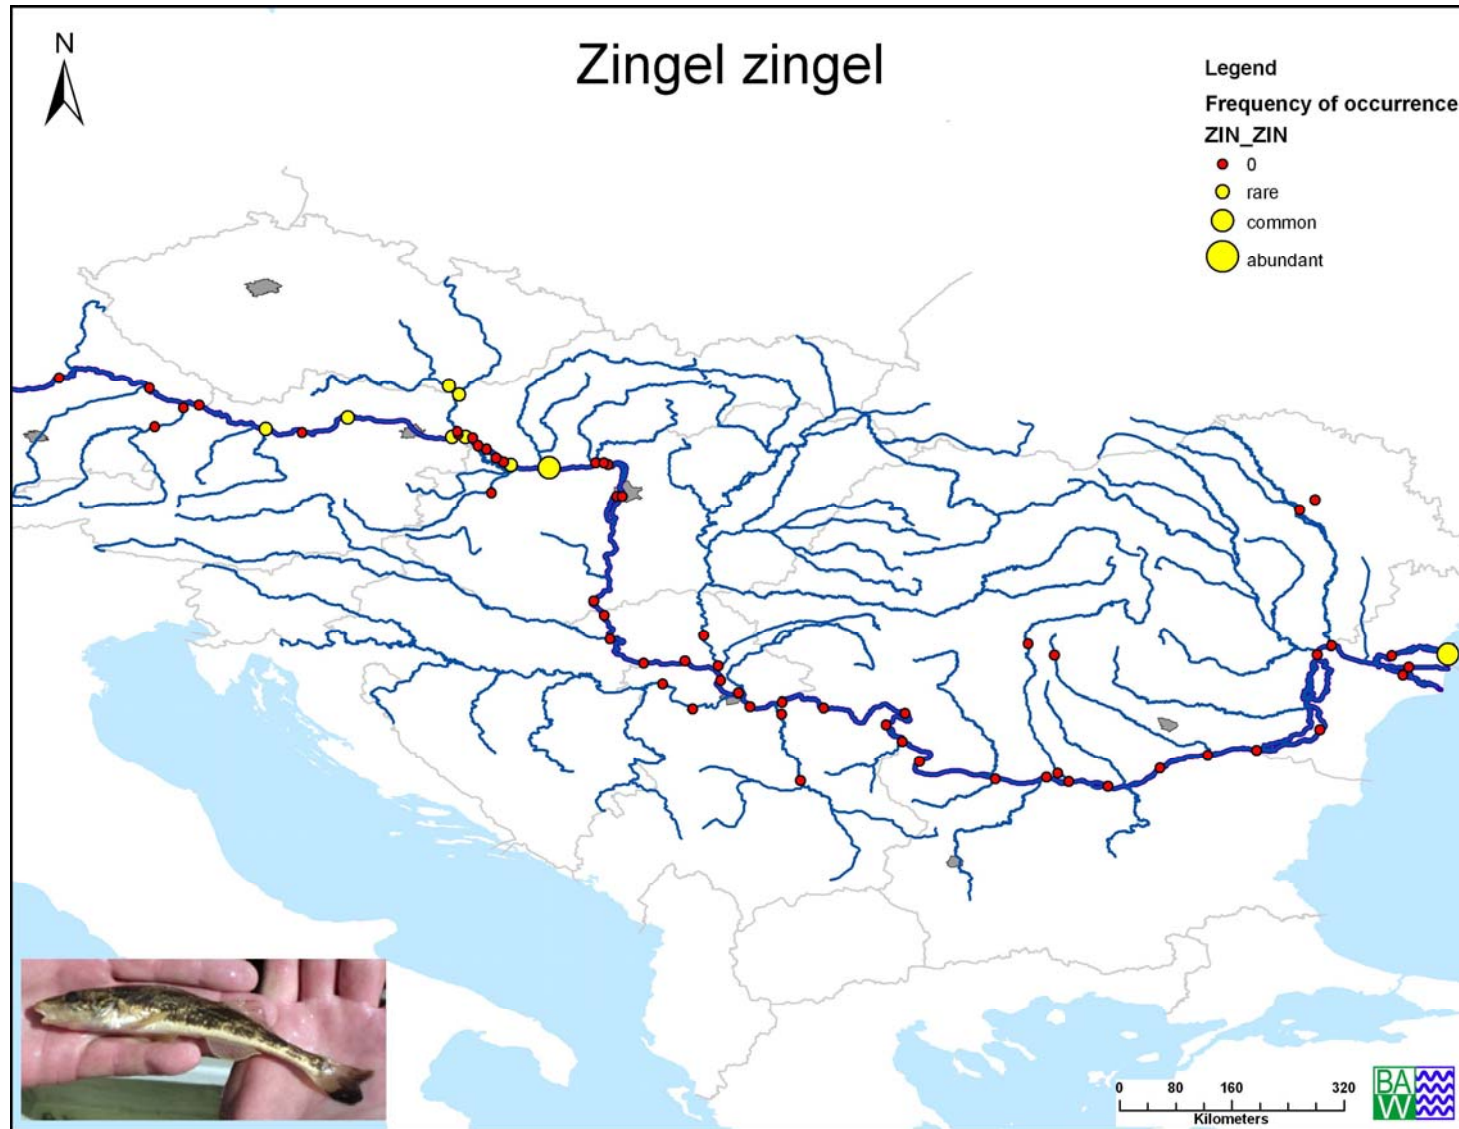 N
Zingel zingel
Legend
Frequency of occurrence
ZIN_ZIN
0
rare
common
abundant
0 80 160 320
Kilometers
BA
W